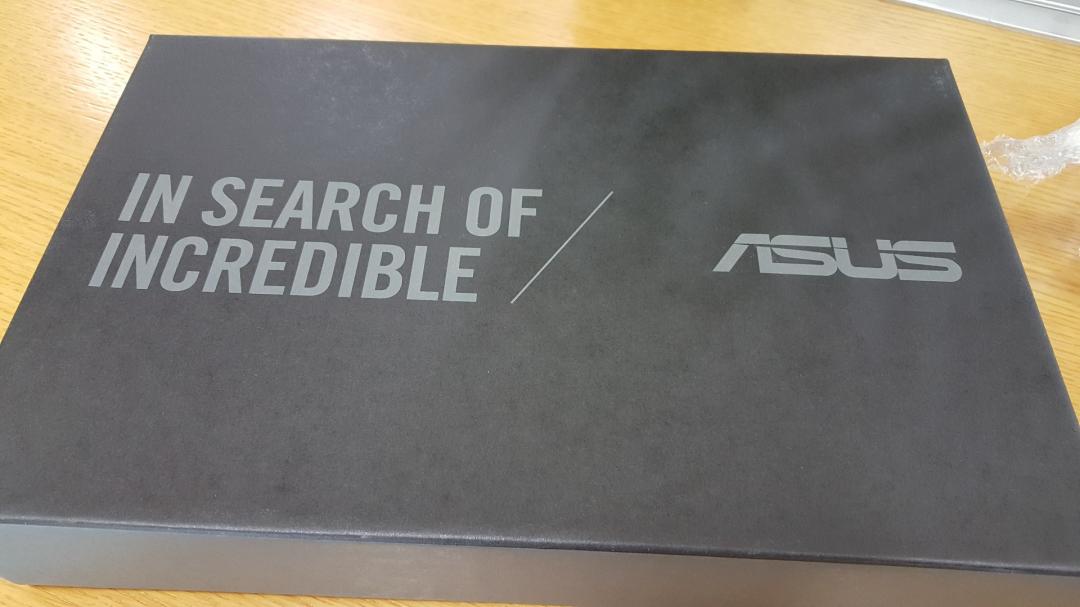 IN SEARCH OF
INCREDIBLE
ASUS